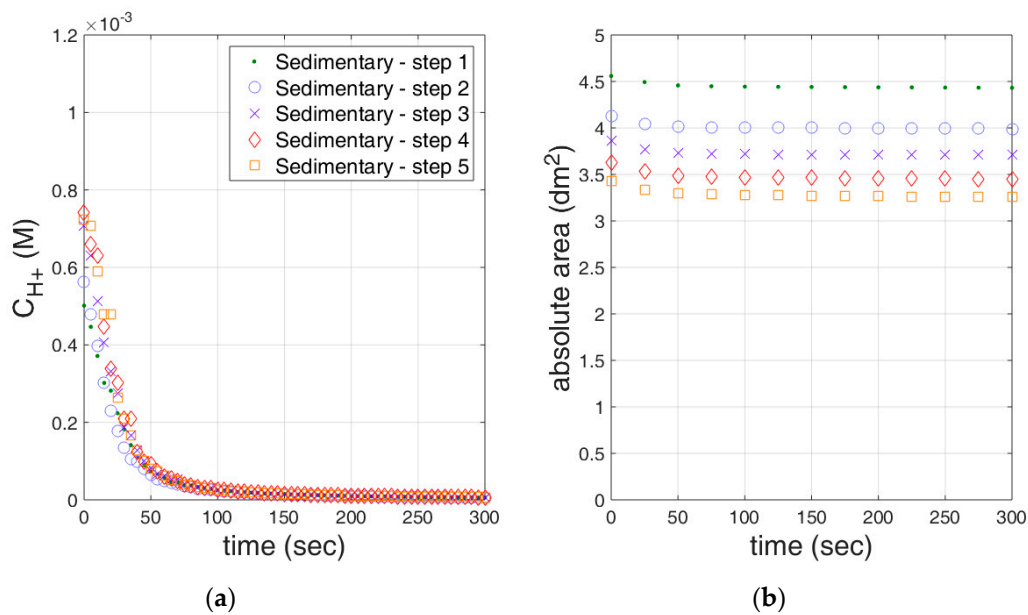 ×10⁻³
1.2
1
0.8
0.6
0.4
0.2
0
C_H+ (M)
Sedimentary - step 1
Sedimentary - step 2
Sedimentary - step 3
Sedimentary - step 4
Sedimentary - step 5
0 50 100 150 200 250 300
time (sec)
(a)
5
4.5
4
3.5
3
2.5
2
1.5
1
0.5
0
absolute area (dm²)
0 50 100 150 200 250 300
time (sec)
(b)